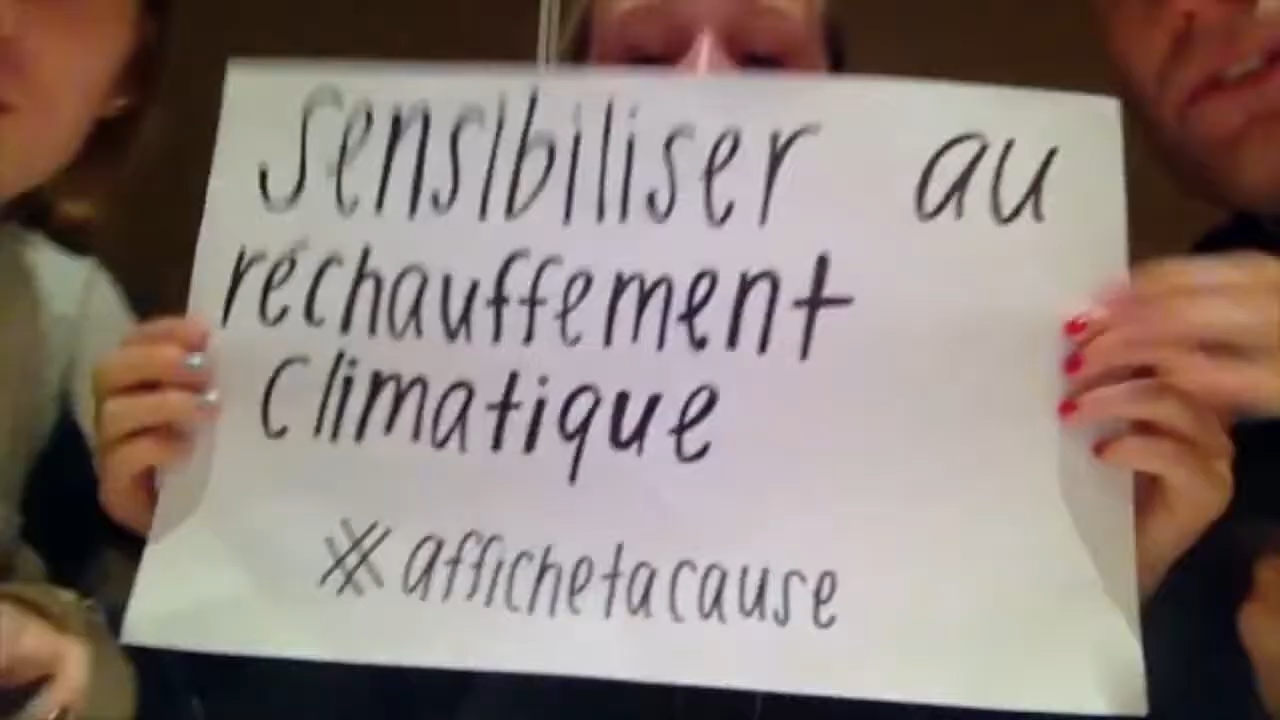 sensibiliser au
réchauffement
climatique
#affichetacause